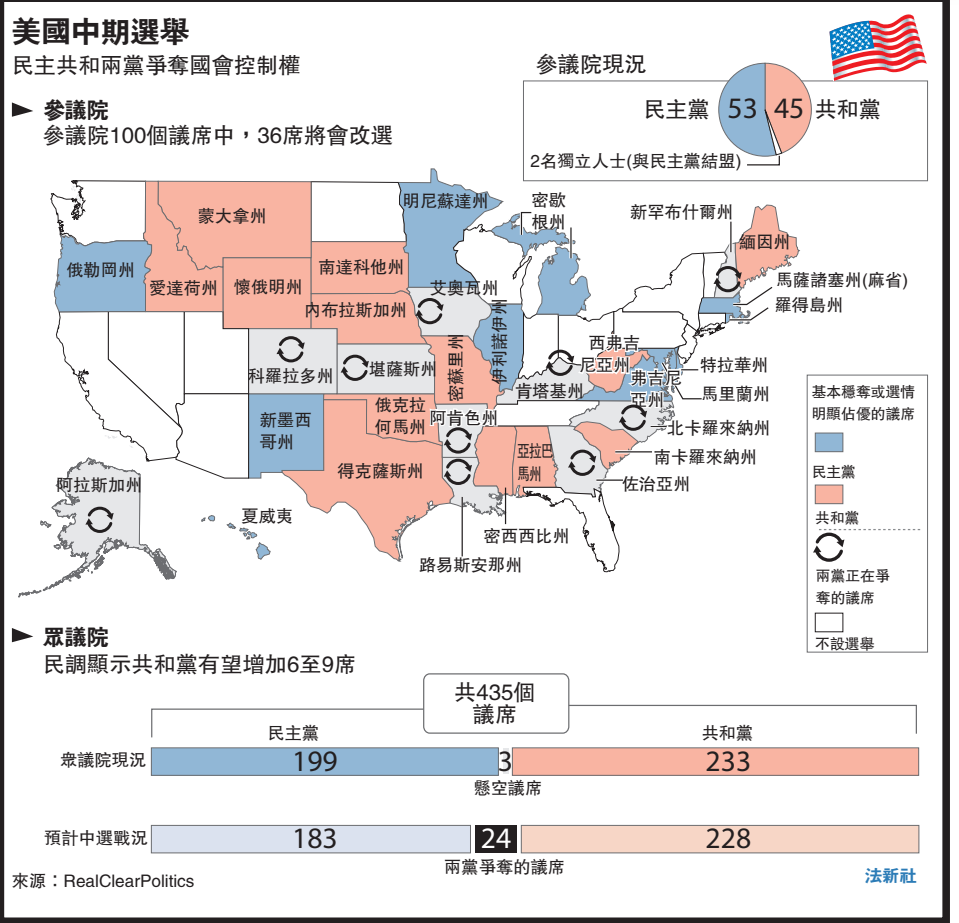 美國中期選舉
民主共和兩黨爭奪國會控制權
參議院
參議院100個議席中，36席將會改選
參議院現況
民主黨 53 45 共和黨
2名獨立人士(與民主黨結盟)
明尼蘇達州
密歇
根州
新罕布什爾州
緬因州
蒙大拿州
俄勒岡州
愛達荷州
懷俄明州
南達科他州
內布拉斯加州
艾奧瓦州
馬薩諸塞州(麻省)
羅得島州
伊利諾伊州
西弗吉
尼亞州
特拉華州
馬里蘭州
弗吉尼
亞州
科羅拉多州
堪薩斯州
密蘇里州
肯塔基州
俄克拉
何馬州
阿肯色州
北卡羅來納州
南卡羅來納州
新墨西
哥州
得克薩斯州
亞拉巴
馬州
佐治亞州
阿拉斯加州
夏威夷
密西西比州
路易斯安那州
基本穩奪或選情
明顯佔優的議席
民主黨
共和黨
兩黨正在爭
奪的議席
不設選舉
眾議院
民調顯示共和黨有望增加6至9席
共435個
議席
民主黨 共和黨
眾議院現況 199 3 233
懸空議席
預計中選戰況 183 24 228
兩黨爭奪的議席
來源：RealClearPolitics
法新社